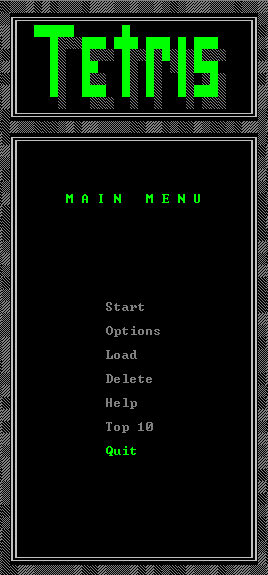 Tetris
MAIN MENU
Start
Options
Load
Delete
Help
Top 10
Quit